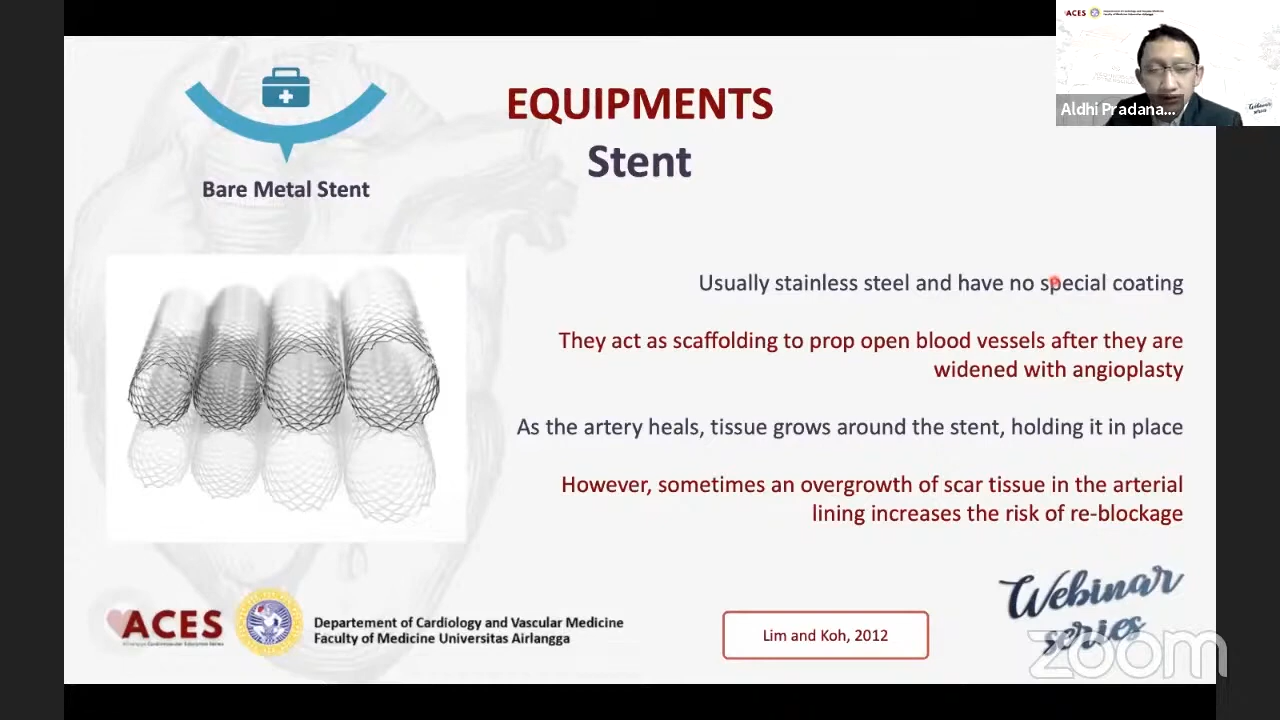 ACES
Aldhi Pradana...
EQUIPMENTS
Stent
Bare Metal Stent
Usually stainless steel and have no special coating
They act as scaffolding to prop open blood vessels after they are
widened with angioplasty
As the artery heals, tissue grows around the stent, holding it in place
However, sometimes an overgrowth of scar tissue in the arterial
lining increases the risk of re-blockage
ACES
Departement of Cardiology and Vascular Medicine
Faculty of Medicine Universitas Airlangga
Lim and Koh, 2012
Webinar
series
zoom